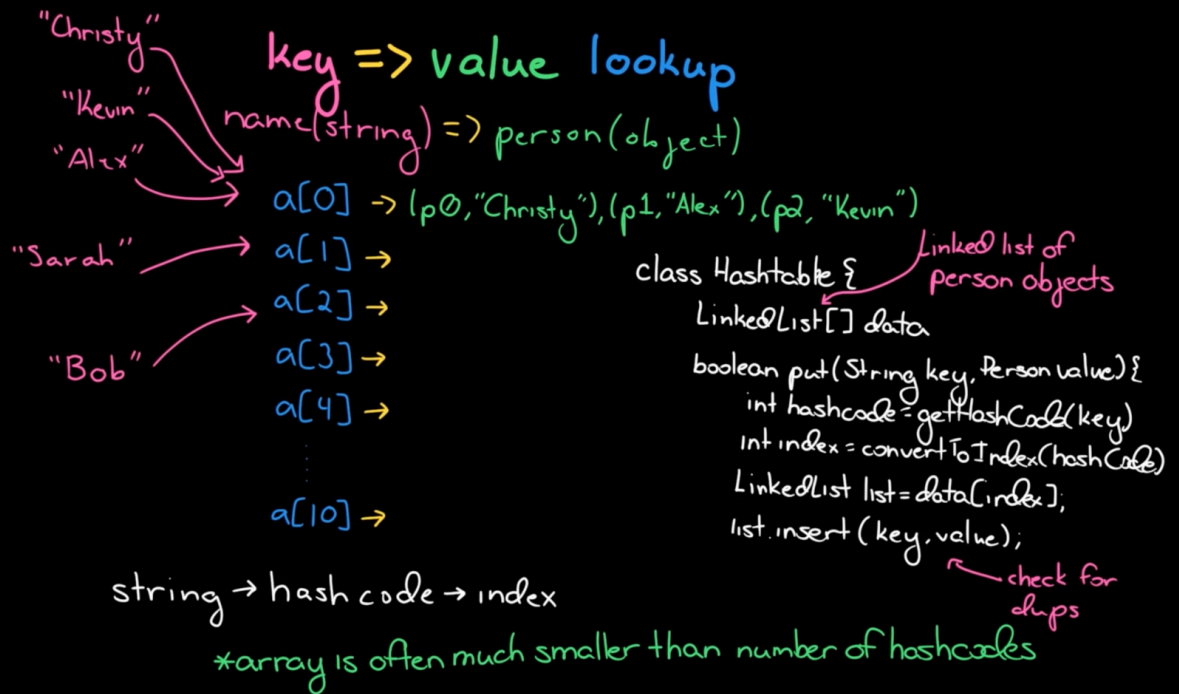 "Christy"
key => value lookup
"Kevin"
name(string) => person(object)
"Alex"
a[0] -> (p0,"Christy"),(p1,"Alex"),(p2,"Kevin")
"Sarah"
a[1] ->
Linked list of
person objects
class Hashtable {
a[2] ->
LinkedList[] data
"Bob"
a[3] ->
boolean put(String key, Person value){
a[4] ->
int hashcode=getHashCode(key)
int index=convertToIndex(hashCode)
LinkedList list=data[index];
a[10] ->
list.insert(key,value);
check for
dups
string → hash code → index
*array is often much smaller than number of hashcodes